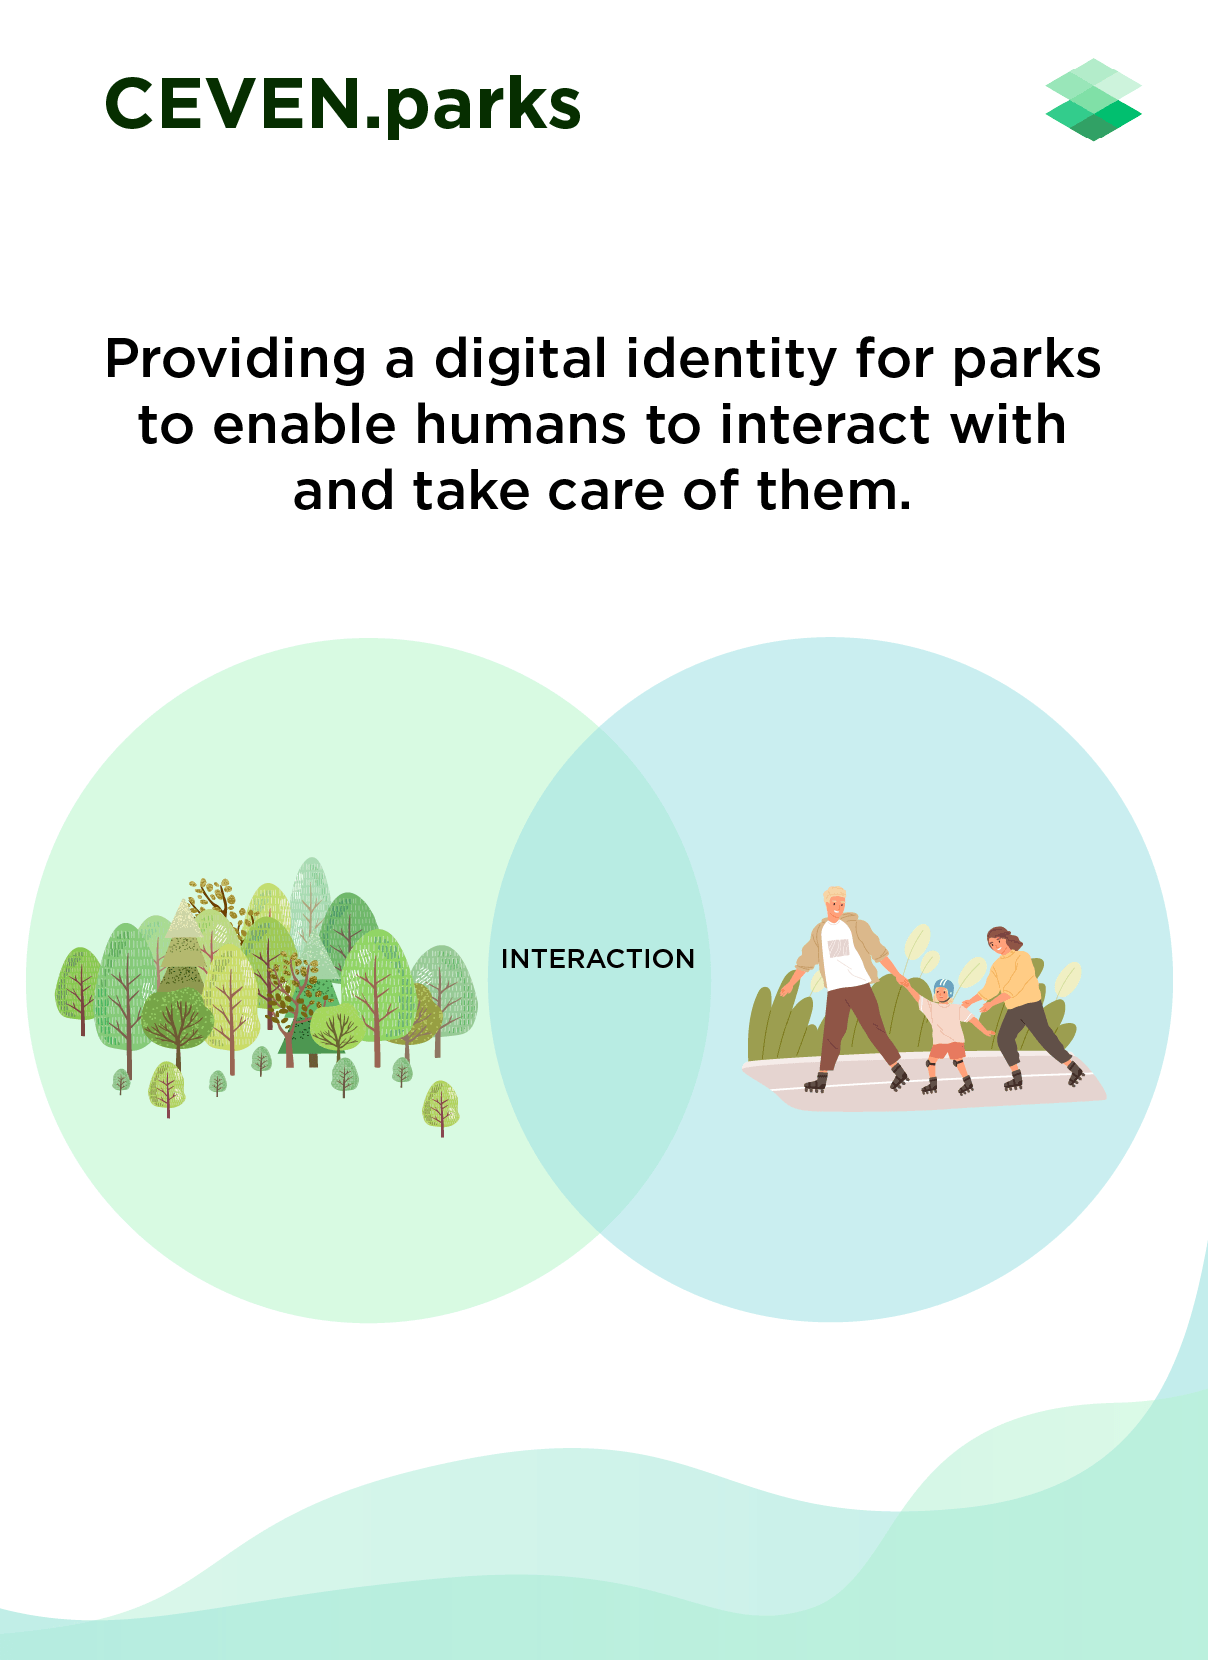 CEVEN.parks
Providing a digital identity for parks
to enable humans to interact with
and take care of them.
INTERACTION